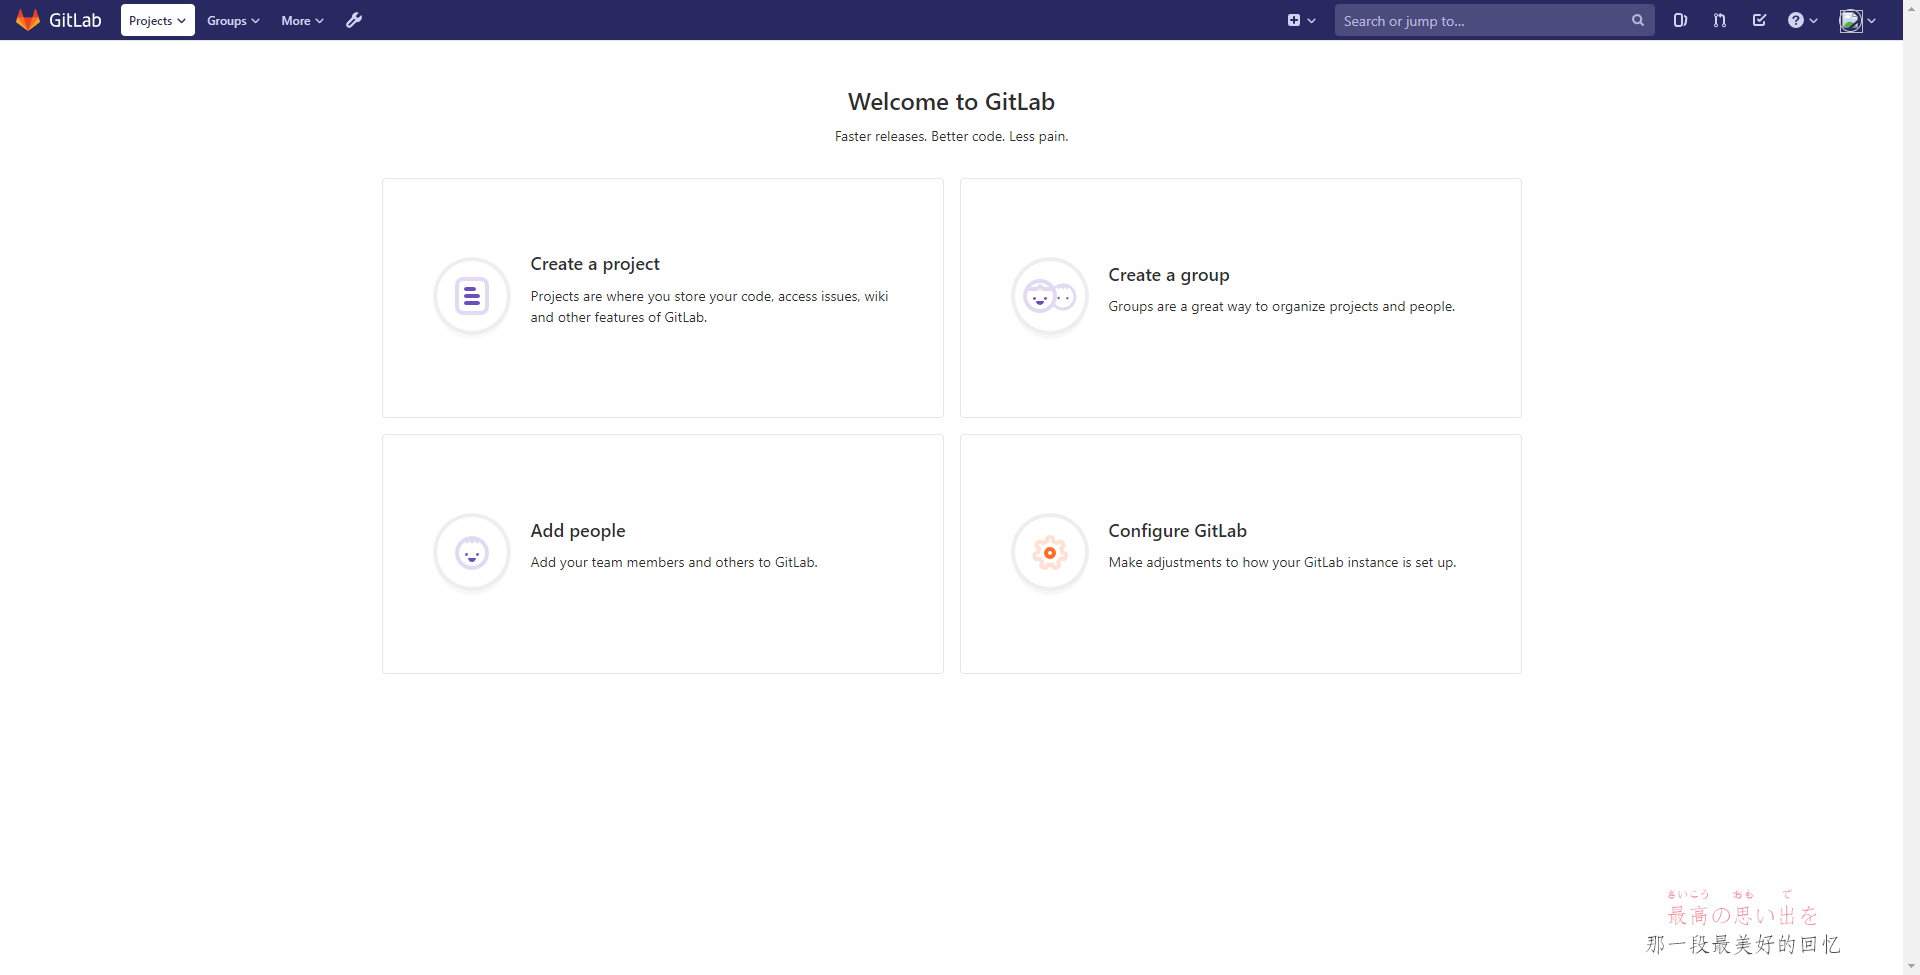 GitLab Projects Groups More Search or jump to...
Welcome to GitLab
Faster releases. Better code. Less pain.
Create a project
Projects are where you store your code, access issues, wiki
and other features of GitLab.
Create a group
Groups are a great way to organize projects and people.
Add people
Add your team members and others to GitLab.
Configure GitLab
Make adjustments to how your GitLab instance is set up.
さいこう おも で
最高の思い出を
那一段最美好的回忆